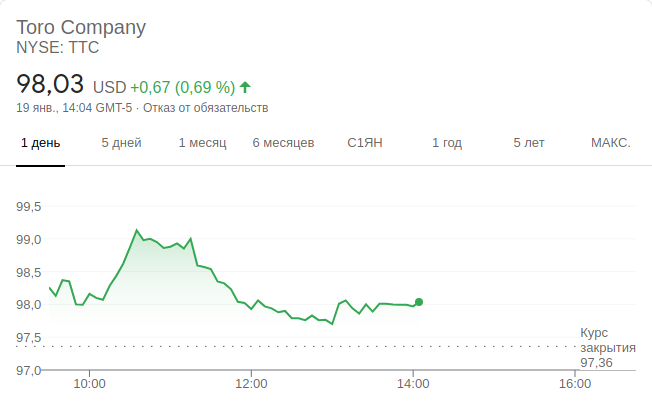 Toro Company
NYSE: TTC
98,03 USD +0,67 (0,69 %)
19 янв., 14:04 GMT-5 · Отказ от обязательств
1 день 5 дней 1 месяц 6 месяцев С1ЯН 1 год 5 лет МАКС.
99,5
99,0
98,5
98,0
97,5
Курс
закрытия
97,36
97,0
10:00 12:00 14:00 16:00